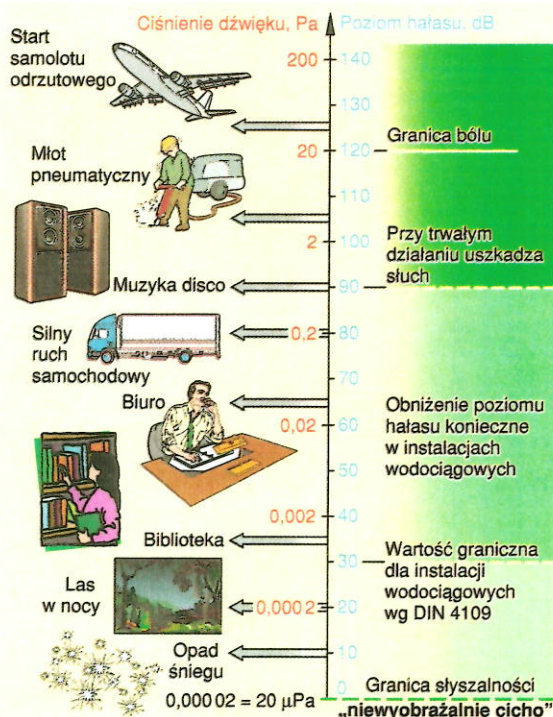 Ciśnienie dźwięku, Pa
Poziom hałasu, dB
Start
samolotu
odrzutowego
200
140
130
20
120
Granica bólu
Młot
pneumatyczny
110
2
100
Przy trwałym
działaniu uszkadza
słuch
Muzyka disco
90
Silny
ruch
samochodowy
0,2
80
70
Biuro
0,02
60
Obniżenie poziomu
hałasu konieczne
w instalacjach
wodociągowych
50
0,002
40
Biblioteka
30
Wartość graniczna
dla instalacji
wodociągowych
wg DIN 4109
Las
w nocy
0,0002
20
Opad
śniegu
10
0
Granica słyszalności
0,00002 = 20 µPa
„niewyobrażalnie cicho”